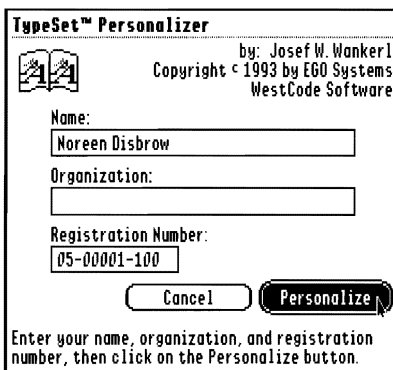 TypeSet™ Personalizer
by: Josef W. Wankerl
Copyright © 1993 by EGO Systems
WestCode Software
Name:
Noreen Disbrow
Organization:
Registration Number:
05-00001-100
Cancel
Personalize
Enter your name, organization, and registration
number, then click on the Personalize button.